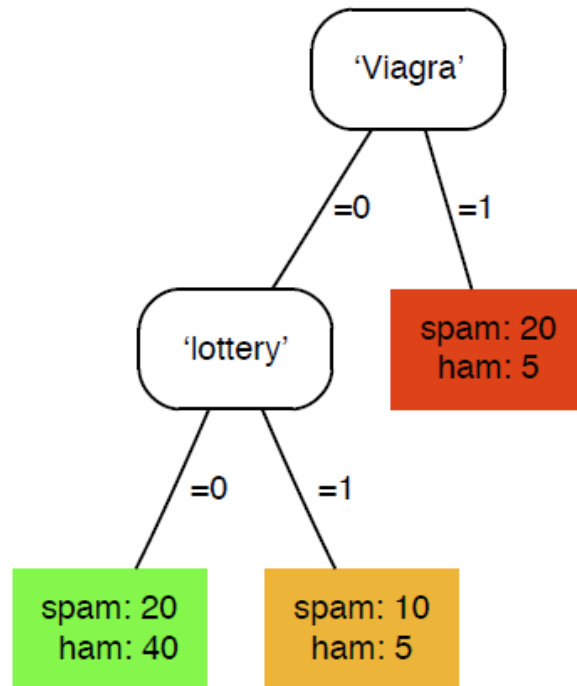 ‘Viagra’
=0
=1
‘lottery’
spam: 20
ham: 5
=0
=1
spam: 20
ham: 40
spam: 10
ham: 5